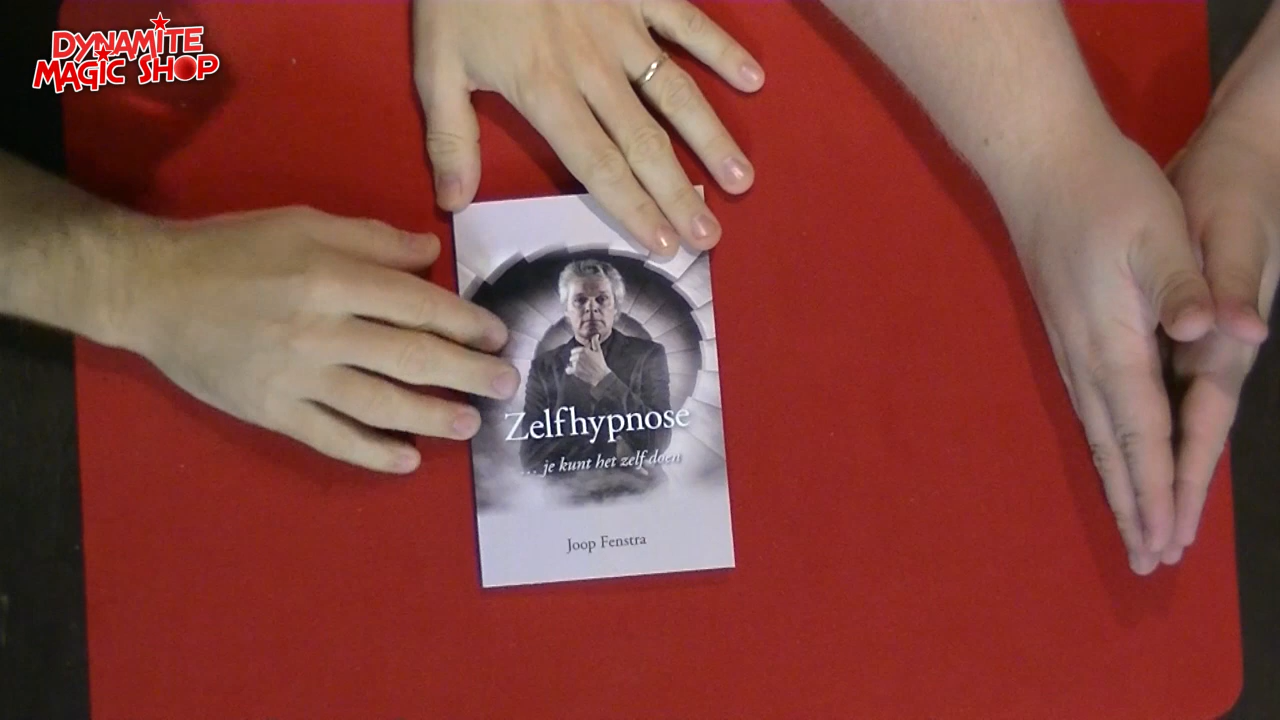 DYNAMITE
MAGIC SHOP
Zelfhypnose
... je kunt het zelf doen
Joop Fenstra